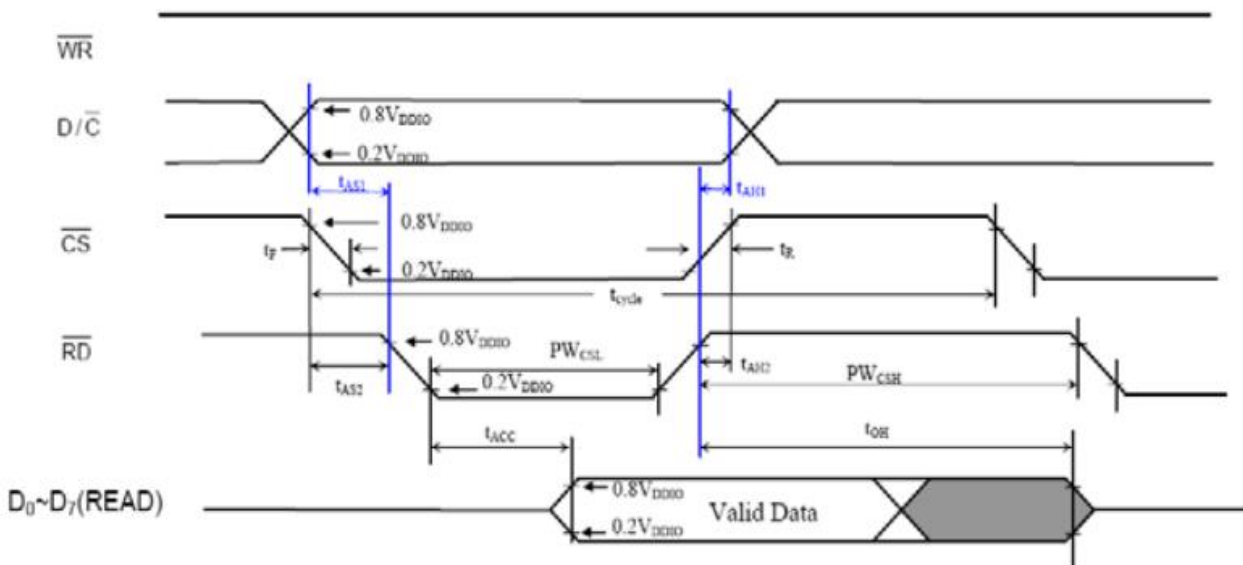 WR
D/C
0.8VDDIO
0.2VDDIO
tAS1
tAH1
CS
0.8VDDIO
tF
tR
0.2VDDIO
tcycle
RD
0.8VDDIO
PWCSL
tAS2
0.2VDDIO
tAH2
PWCSH
tACC
tOH
D0~D7(READ)
0.8VDDIO
Valid Data
0.2VDDIO